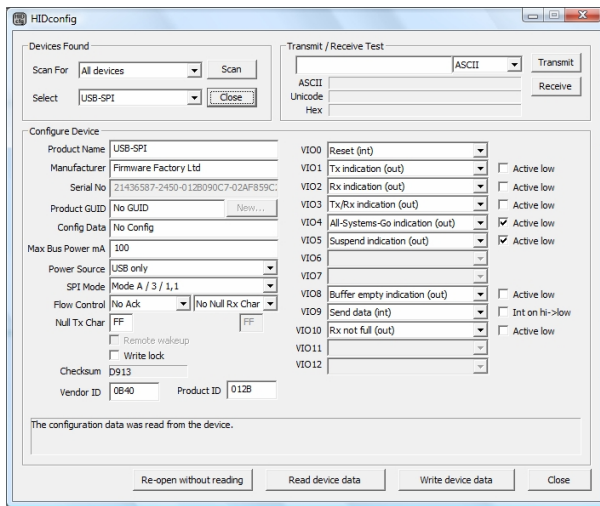 HIDconfig
Devices Found
Scan For All devices Scan
Select USB-SPI Close
Transmit / Receive Test
ASCII Transmit
ASCII Receive
Unicode
Hex
Configure Device
Product Name USB-SPI
Manufacturer Firmware Factory Ltd
Serial No 21436587-2450-012B090C7-02AF859C
Product GUID No GUID New...
Config Data No Config
Max Bus Power mA 100
Power Source USB only
SPI Mode Mode A / 3 / 1,1
Flow Control No Ack No Null Rx Char
Null Tx Char FF FF
Remote wakeup
Write lock
Checksum D913
Vendor ID 0B40 Product ID 012B
VIO0 Reset (int)
VIO1 Tx indication (out) Active low
VIO2 Rx indication (out) Active low
VIO3 Tx/Rx indication (out) Active low
VIO4 All-Systems-Go indication (out) Active low
VIO5 Suspend indication (out) Active low
VIO6
VIO7
VIO8 Buffer empty indication (out) Active low
VIO9 Send data (int) Int on hi->low
VIO10 Rx not full (out) Active low
VIO11
VIO12
The configuration data was read from the device.
Re-open without reading Read device data Write device data Close